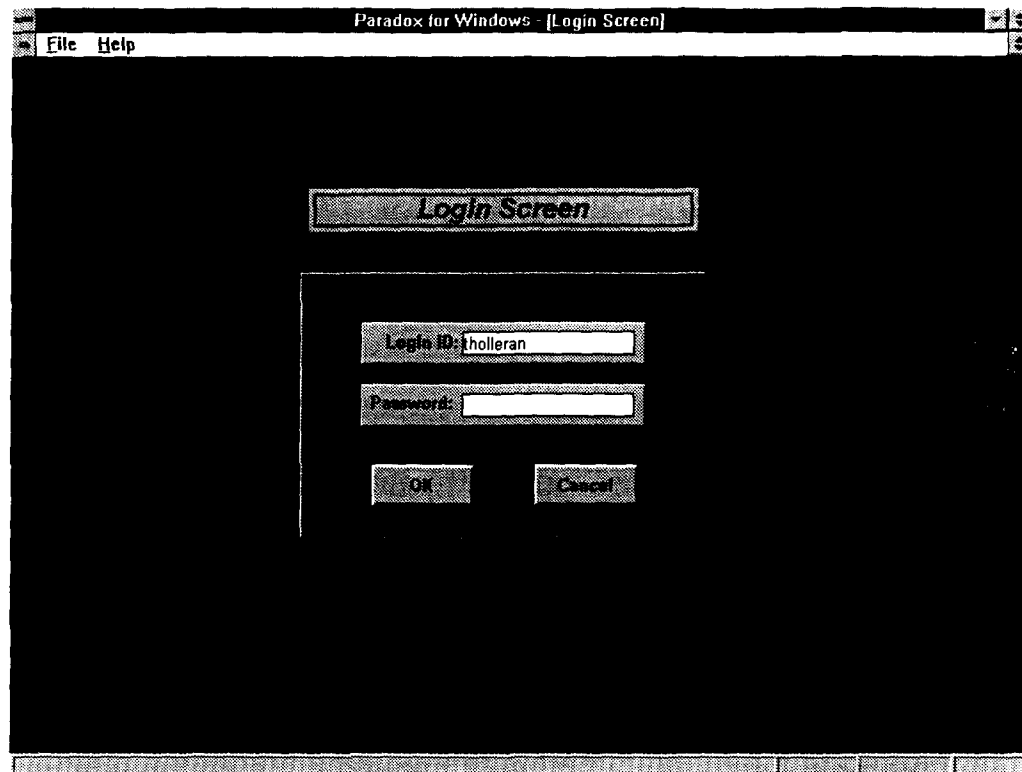 Paradox for Windows - [Login Screen]
File Help
Login Screen
Login ID: tholleran
Password:
OK Cancel